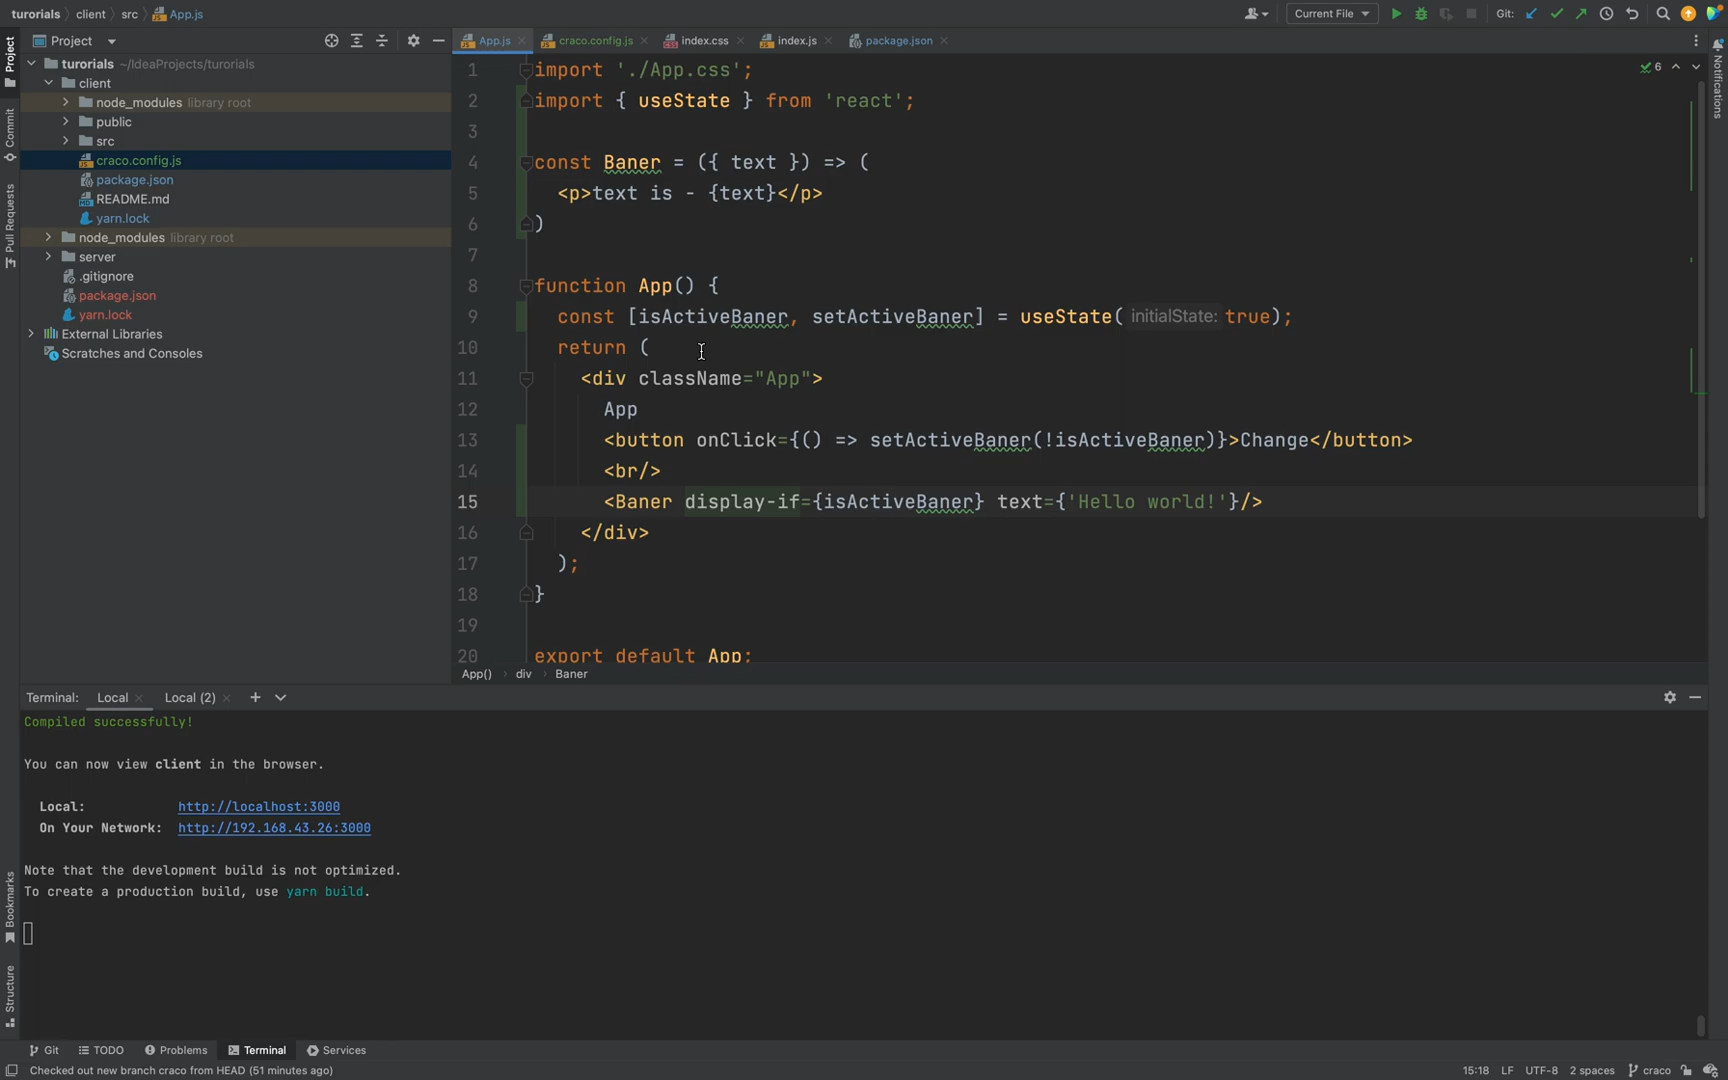 turorials client src App.js
Current File
Git:
Project
App.js craco.config.js index.css index.js package.json
turorials ~/IdeaProjects/turorials
client
node_modules library root
public
src
craco.config.js
package.json
README.md
yarn.lock
node_modules library root
server
.gitignore
package.json
yarn.lock
External Libraries
Scratches and Consoles
Project
Commit
Pull Requests
Bookmarks
Structure
Notifications
6
1 import './App.css';
2 import { useState } from 'react';
3
4 const Baner = ({ text }) => (
5 <p>text is - {text}</p>
6 )
7
8 function App() {
9 const [isActiveBaner, setActiveBaner] = useState( initialState: true);
10 return (
11 <div className="App">
12 App
13 <button onClick={() => setActiveBaner(!isActiveBaner)}>Change</button>
14 <br/>
15 <Baner display-if={isActiveBaner} text={'Hello world!'}/>
16 </div>
17 );
18 }
19
20 export default App;
App() div Baner
Terminal: Local Local (2)
Compiled successfully!
You can now view client in the browser.
Local: http://localhost:3000
On Your Network: http://192.168.43.26:3000
Note that the development build is not optimized.
To create a production build, use yarn build.
Git TODO Problems Terminal Services
Checked out new branch craco from HEAD (51 minutes ago)
15:18 LF UTF-8 2 spaces craco